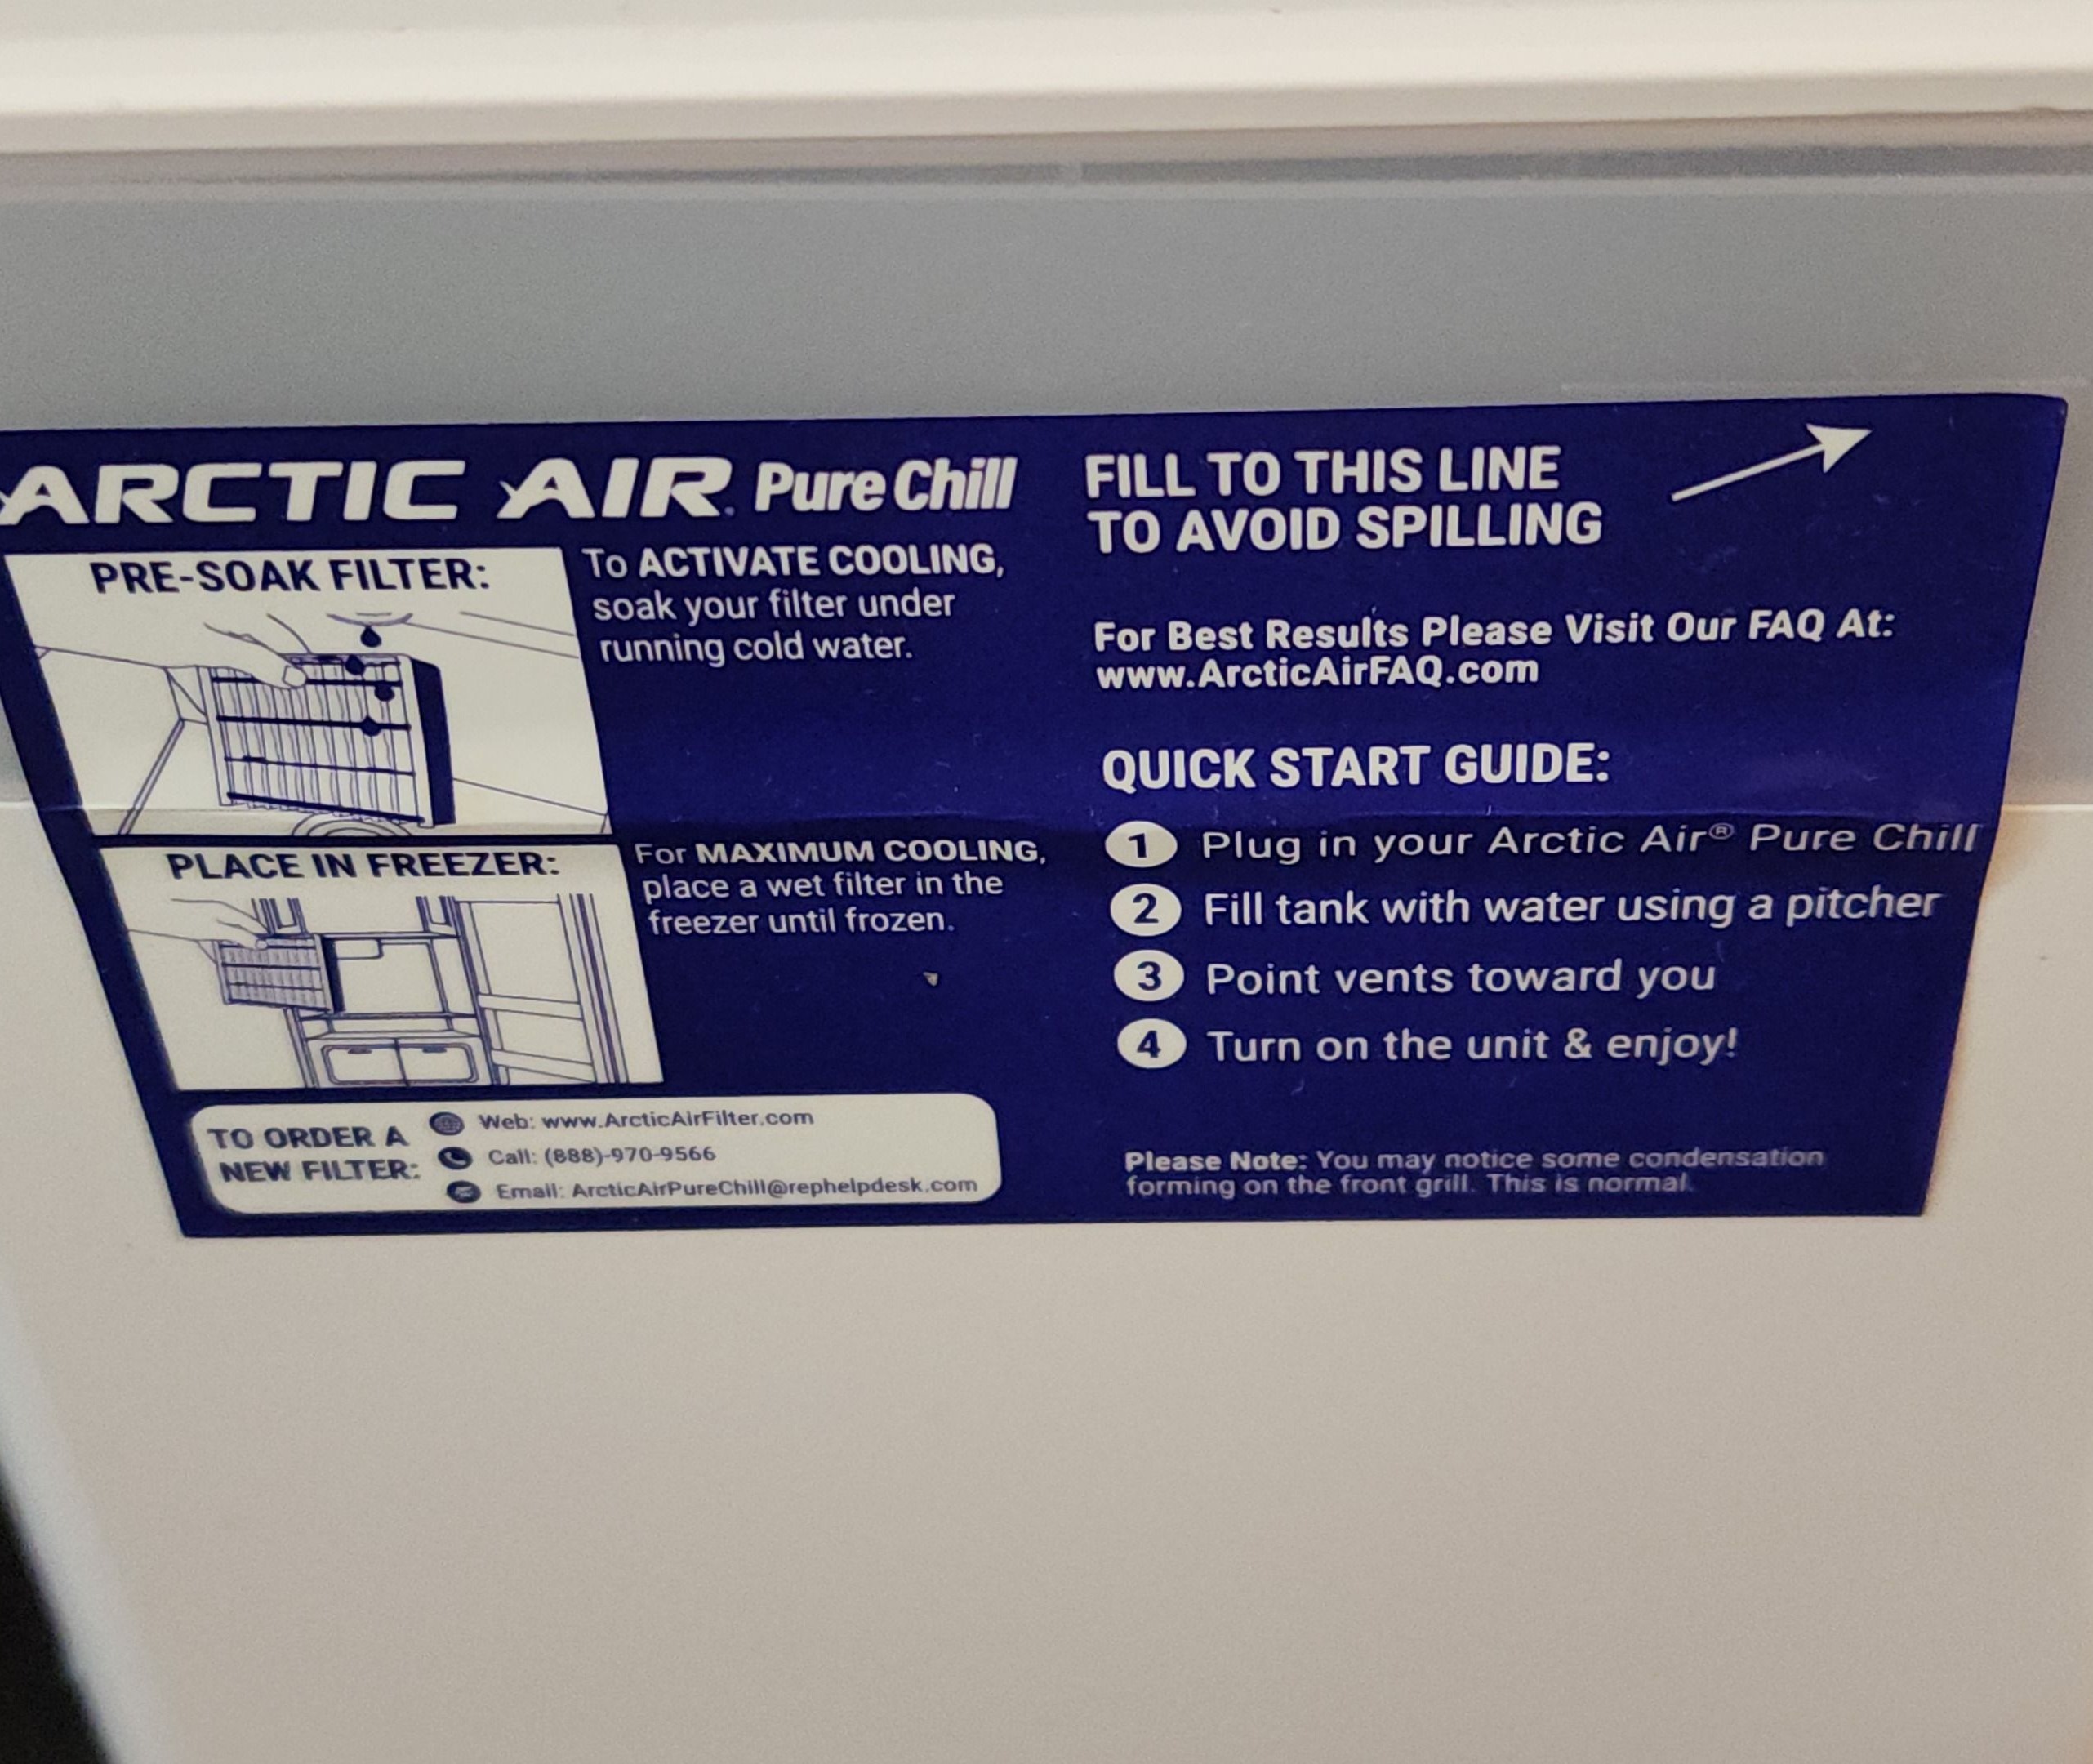 ARCTIC AIR. Pure Chill
PRE-SOAK FILTER:
To ACTIVATE COOLING,
soak your filter under
running cold water.
PLACE IN FREEZER:
For MAXIMUM COOLING,
place a wet filter in the
freezer until frozen.
TO ORDER A
NEW FILTER:
Web: www.ArcticAirFilter.com
Call: (888)-970-9566
Email: ArcticAirPureChill@rephelpdesk.com
FILL TO THIS LINE
TO AVOID SPILLING
For Best Results Please Visit Our FAQ At:
www.ArcticAirFAQ.com
QUICK START GUIDE:
1 Plug in your Arctic Air® Pure Chill
2 Fill tank with water using a pitcher
3 Point vents toward you
4 Turn on the unit & enjoy!
Please Note: You may notice some condensation
forming on the front grill. This is normal.